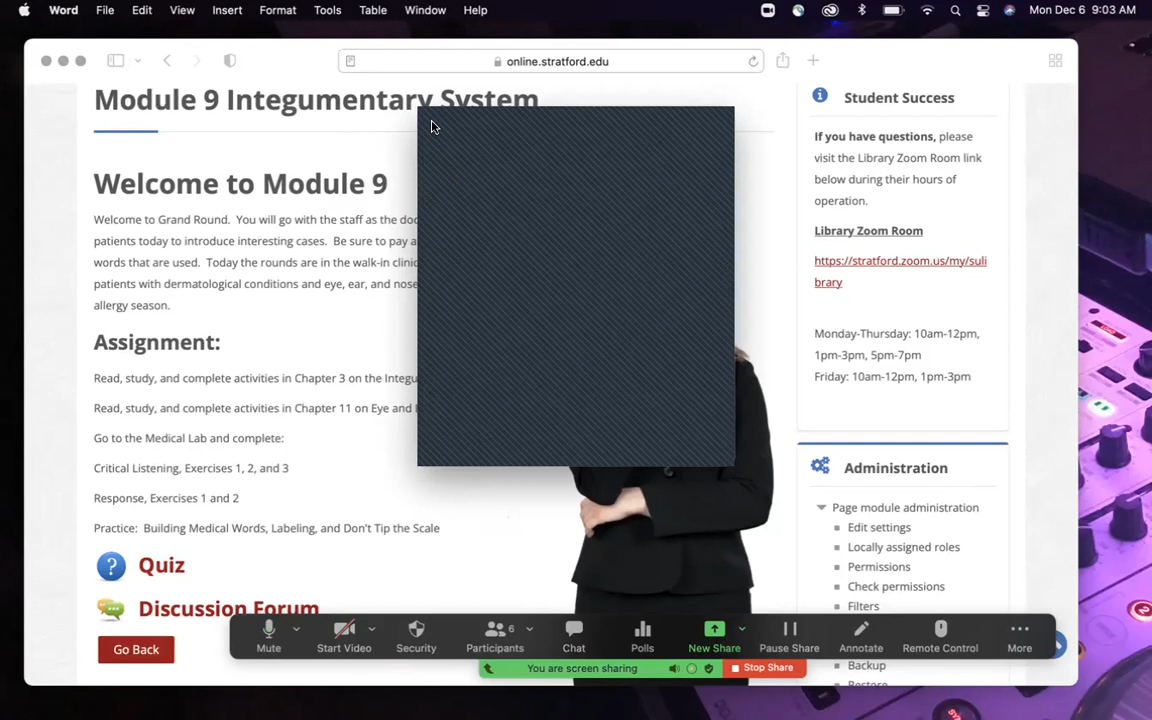 Word File Edit View Insert Format Tools Table Window Help Mon Dec 6 9:03 AM
online.stratford.edu
Module 9 Integumentary System
Welcome to Module 9
Welcome to Grand Round. You will go with the staff as the
patients today to introduce interesting cases. Be sure to pay
words that are used. Today the rounds are in the walk-in
patients with dermatological conditions and eye, ear, and
allergy season.
Assignment:
Read, study, and complete activities in Chapter 3 on the
Read, study, and complete activities in Chapter 11 on Eye and
Go to the Medical Lab and complete:
Critical Listening, Exercises 1, 2, and 3
Response, Exercises 1 and 2
Practice: Building Medical Words, Labeling, and Don't Tip the Scale
? Quiz
Discussion Forum
Go Back
Student Success
If you have questions, please
visit the Library Zoom Room link
below during their hours of
operation.
Library Zoom Room
https://stratford.zoom.us/my/suli
brary
Monday-Thursday: 10am-12pm,
1pm-3pm, 5pm-7pm
Friday: 10am-12pm, 1pm-3pm
Administration
Page module administration
Edit settings
Locally assigned roles
Permissions
Check permissions
Filters
Backup
6
Mute Start Video Security Participants Chat Polls New Share Pause Share Annotate Remote Control More
You are screen sharing Stop Share